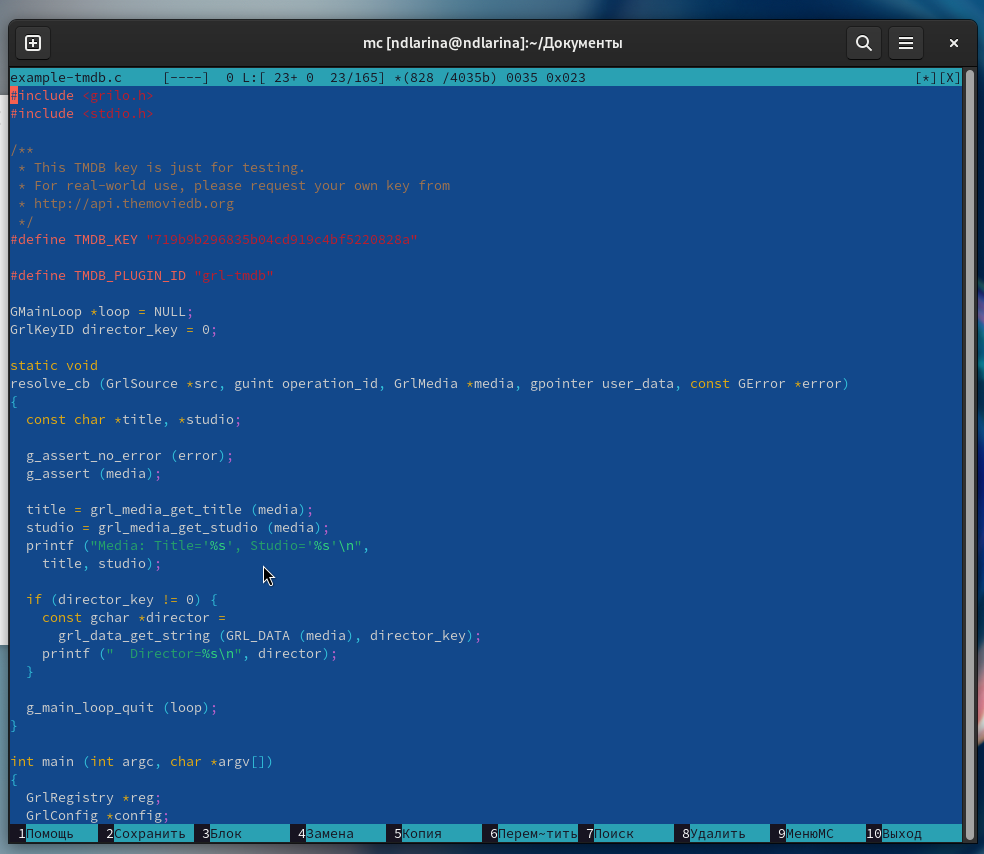 mc [ndlarina@ndlarina]:~/Документы
example-tmdb.c [----] 0 L:[ 23+ 0 23/165] *(828 /4035b) 0035 0x023 [*][X]
#include <grilo.h>
#include <stdio.h>
/**
 * This TMDB key is just for testing.
 * For real-world use, please request your own key from
 * http://api.themoviedb.org
 */
#define TMDB_KEY "719b9b296835b04cd919c4bf5220828a"
#define TMDB_PLUGIN_ID "grl-tmdb"
GMainLoop *loop = NULL;
GrlKeyID director_key = 0;
static void
resolve_cb (GrlSource *src, guint operation_id, GrlMedia *media, gpointer user_data, const GError *error)
{
  const char *title, *studio;
  g_assert_no_error (error);
  g_assert (media);
  title = grl_media_get_title (media);
  studio = grl_media_get_studio (media);
  printf ("Media: Title='%s', Studio='%s'\n",
    title, studio);
  if (director_key != 0) {
    const gchar *director =
      grl_data_get_string (GRL_DATA (media), director_key);
    printf ("  Director=%s\n", director);
  }
  g_main_loop_quit (loop);
}
int main (int argc, char *argv[])
{
  GrlRegistry *reg;
  GrlConfig *config;
1Помощь 2Сохранить 3Блок 4Замена 5Копия 6Перем~тить 7Поиск 8Удалить 9МенюМС 10Выход